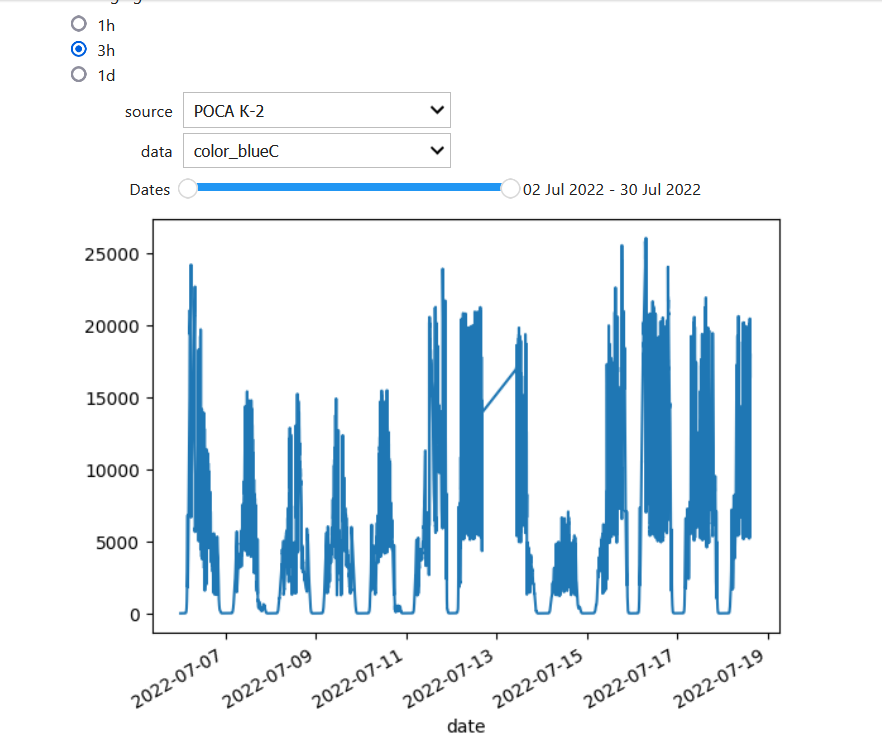 1h
3h
1d
source POCA K-2
data color_blueC
Dates 02 Jul 2022 - 30 Jul 2022
25000
20000
15000
10000
5000
0
2022-07-07 2022-07-09 2022-07-11 2022-07-13 2022-07-15 2022-07-17 2022-07-19
date